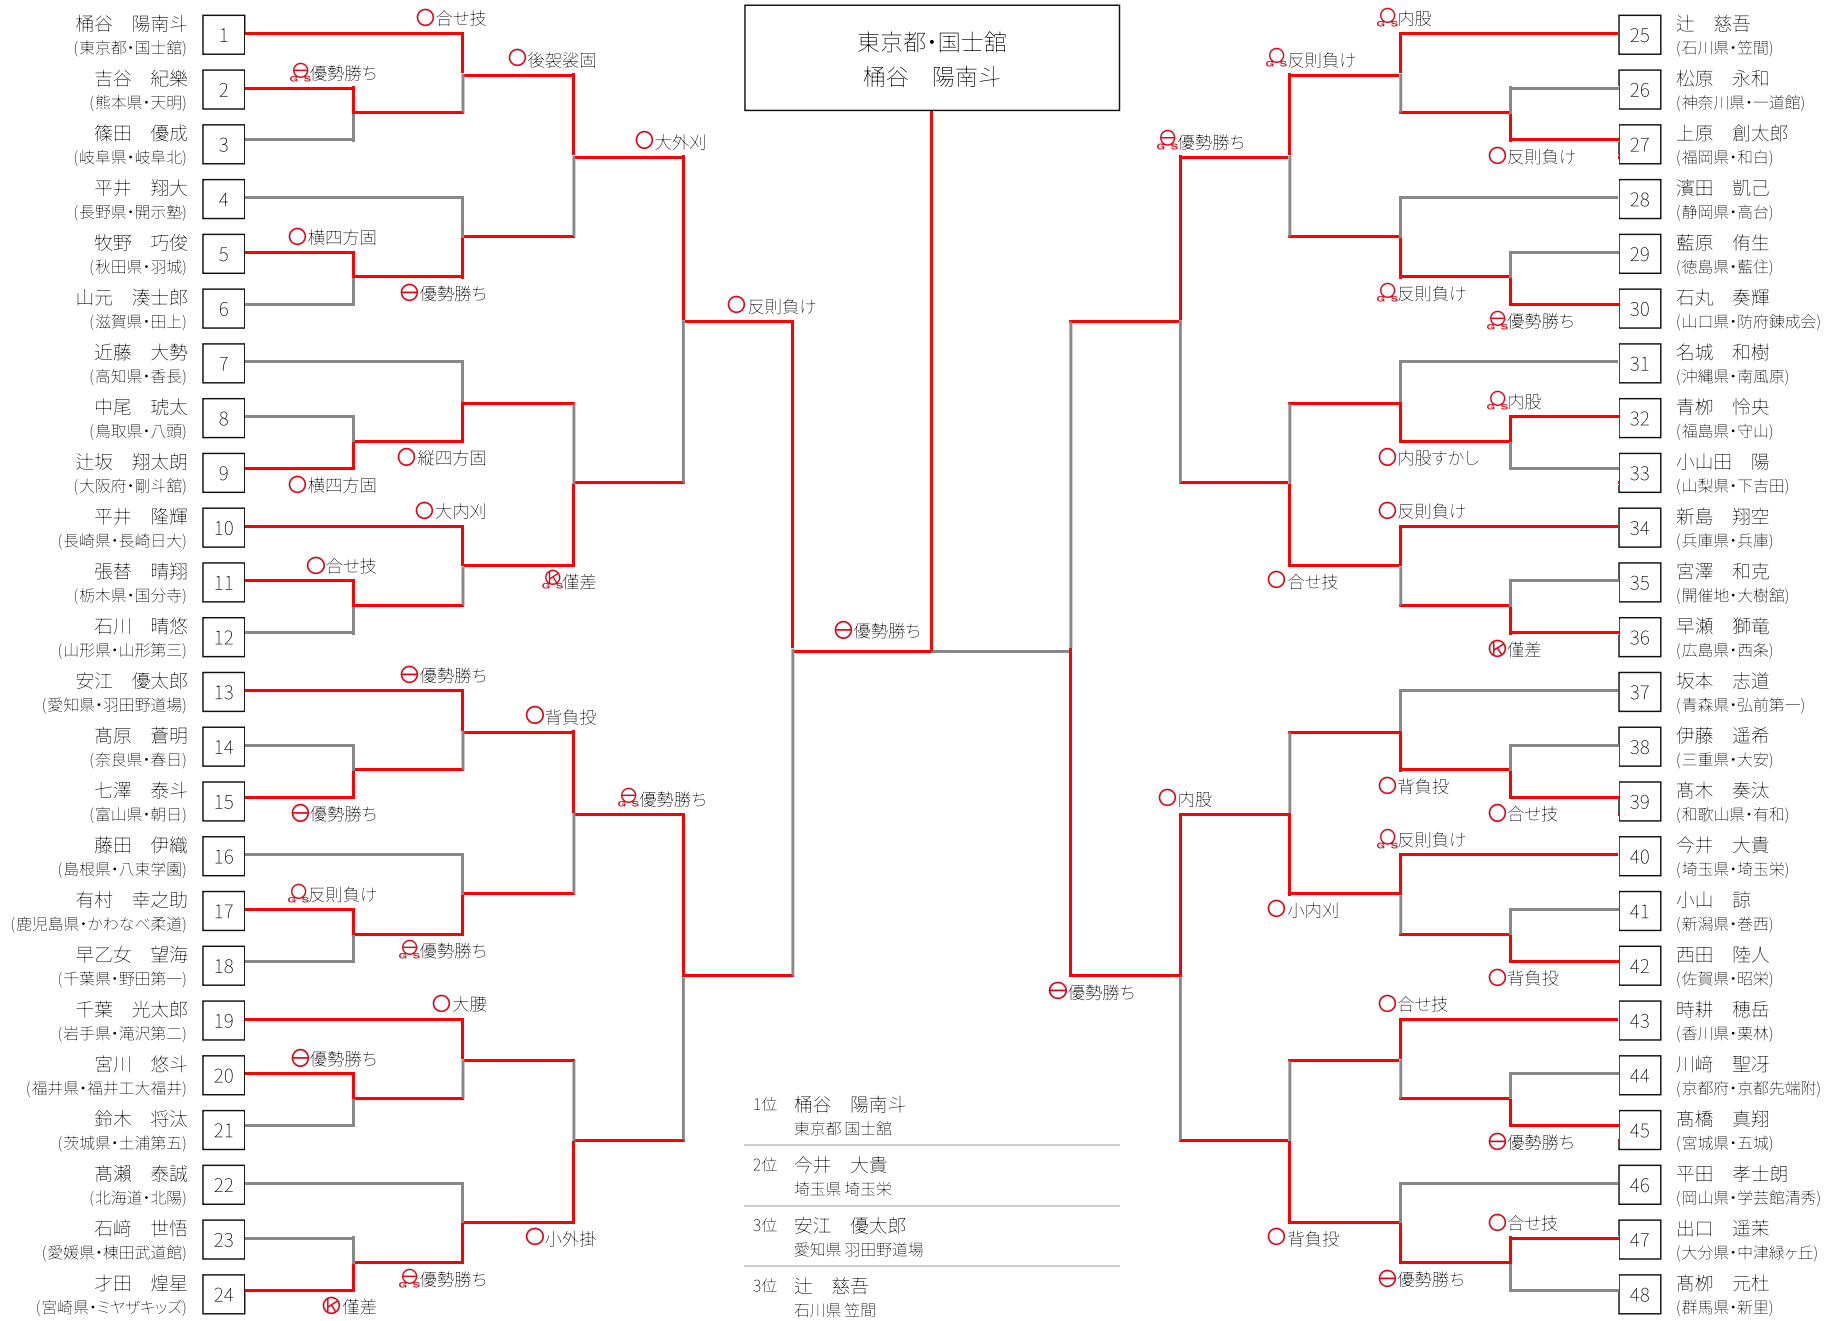 東京都・国士舘
桶谷　陽南斗
桶谷　陽南斗
(東京都・国士舘)
1
吉谷　紀樂
(熊本県・天明)
2
篠田　優成
(岐阜県・岐阜北)
3
平井　翔大
(長野県・開示塾)
4
牧野　巧俊
(秋田県・羽城)
5
山元　湊士郎
(滋賀県・田上)
6
近藤　大勢
(高知県・香長)
7
中尾　琥太
(鳥取県・八頭)
8
辻坂　翔太朗
(大阪府・剛斗舘)
9
平井　隆輝
(長崎県・長崎日大)
10
張替　晴翔
(栃木県・国分寺)
11
石川　晴悠
(山形県・山形第三)
12
安江　優太郎
(愛知県・羽田野道場)
13
髙原　蒼明
(奈良県・春日)
14
七澤　泰斗
(富山県・朝日)
15
藤田　伊織
(島根県・八束学園)
16
有村　幸之助
(鹿児島県・かわなべ柔道)
17
早乙女　望海
(千葉県・野田第一)
18
千葉　光太郎
(岩手県・滝沢第二)
19
宮川　悠斗
(福井県・福井工大福井)
20
鈴木　将汰
(茨城県・土浦第五)
21
髙瀨　泰誠
(北海道・北陽)
22
石﨑　世悟
(愛媛県・棟田武道館)
23
才田　煌星
(宮崎県・ミヤザキッズ)
24
合せ技
GS優勢勝ち
後袈裟固
大外刈
横四方固
優勢勝ち
反則負け
縦四方固
横四方固
大内刈
合せ技
GS僅差
優勢勝ち
優勢勝ち
背負投
優勢勝ち
GS優勢勝ち
GS反則負け
GS優勢勝ち
大腰
優勢勝ち
小外掛
GS優勢勝ち
K僅差
1位　桶谷　陽南斗
東京都 国士舘
2位　今井　大貴
埼玉県 埼玉栄
3位　安江　優太郎
愛知県 羽田野道場
3位　辻　慈吾
石川県 笠間
GS内股
GS反則負け
GS優勢勝ち
反則負け
GS反則負け
GS優勢勝ち
GS内股
内股すかし
反則負け
合せ技
K僅差
背負投
内股
合せ技
GS反則負け
小内刈
背負投
優勢勝ち
合せ技
優勢勝ち
合せ技
背負投
優勢勝ち
25
辻　慈吾
(石川県・笠間)
26
松原　永和
(神奈川県・一道館)
27
上原　創太郎
(福岡県・和白)
28
濱田　凱己
(静岡県・高台)
29
藍原　侑生
(徳島県・藍住)
30
石丸　奏輝
(山口県・防府錬成会)
31
名城　和樹
(沖縄県・南風原)
32
青栁　怜央
(福島県・守山)
33
小山田　陽
(山梨県・下吉田)
34
新島　翔空
(兵庫県・兵庫)
35
宮澤　和克
(開催地・大樹舘)
36
早瀬　獅竜
(広島県・西条)
37
坂本　志道
(青森県・弘前第一)
38
伊藤　遥希
(三重県・大安)
39
髙木　奏汰
(和歌山県・有和)
40
今井　大貴
(埼玉県・埼玉栄)
41
小山　諒
(新潟県・巻西)
42
西田　陸人
(佐賀県・昭栄)
43
時耕　穂岳
(香川県・栗林)
44
川﨑　聖冴
(京都府・京都先端附)
45
髙橋　真翔
(宮城県・五城)
46
平田　孝士朗
(岡山県・学芸館清秀)
47
出口　遥茉
(大分県・中津緑ヶ丘)
48
髙栁　元杜
(群馬県・新里)